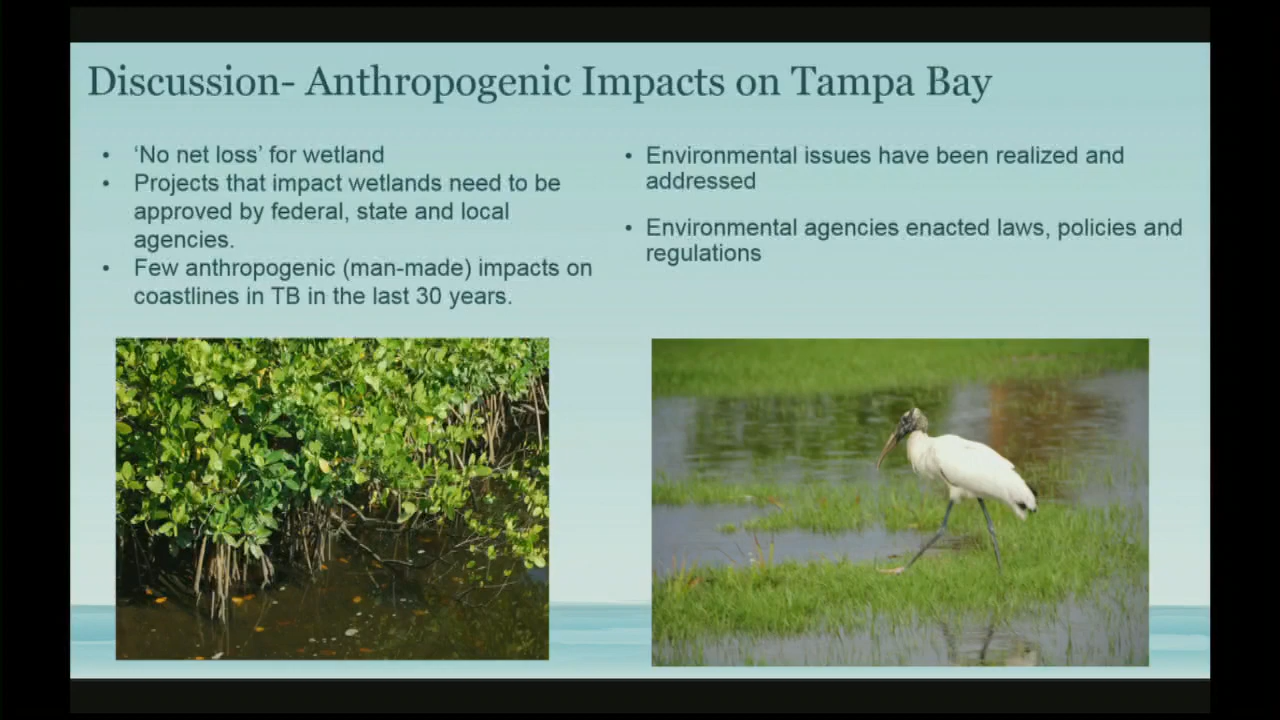 Discussion- Anthropogenic Impacts on Tampa Bay
• ‘No net loss’ for wetland
• Projects that impact wetlands need to be
approved by federal, state and local
agencies.
• Few anthropogenic (man-made) impacts on
coastlines in TB in the last 30 years.
• Environmental issues have been realized and
addressed
• Environmental agencies enacted laws, policies and
regulations